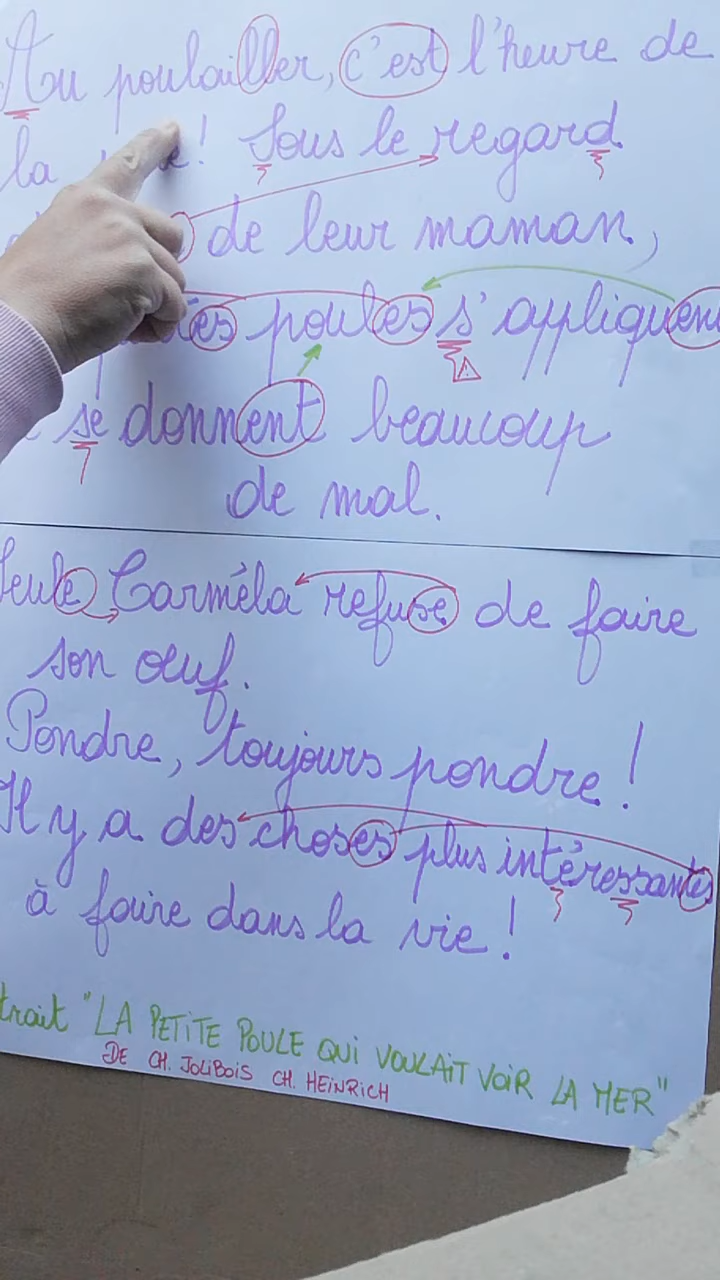 Au poulailler, c'est l'heure de
la ! Sous le regard
de leur maman,
poules s'appliquent
se donnent beaucoup
de mal.
Seule Carméla refuse de faire
son œuf.
Pondre, toujours pondre !
Il y a des choses plus intéressantes
à faire dans la vie !
trait "LA PETITE POULE QUI VOULAIT VOIR LA MER"
DE CH. JOLIBOIS CH. HEINRICH